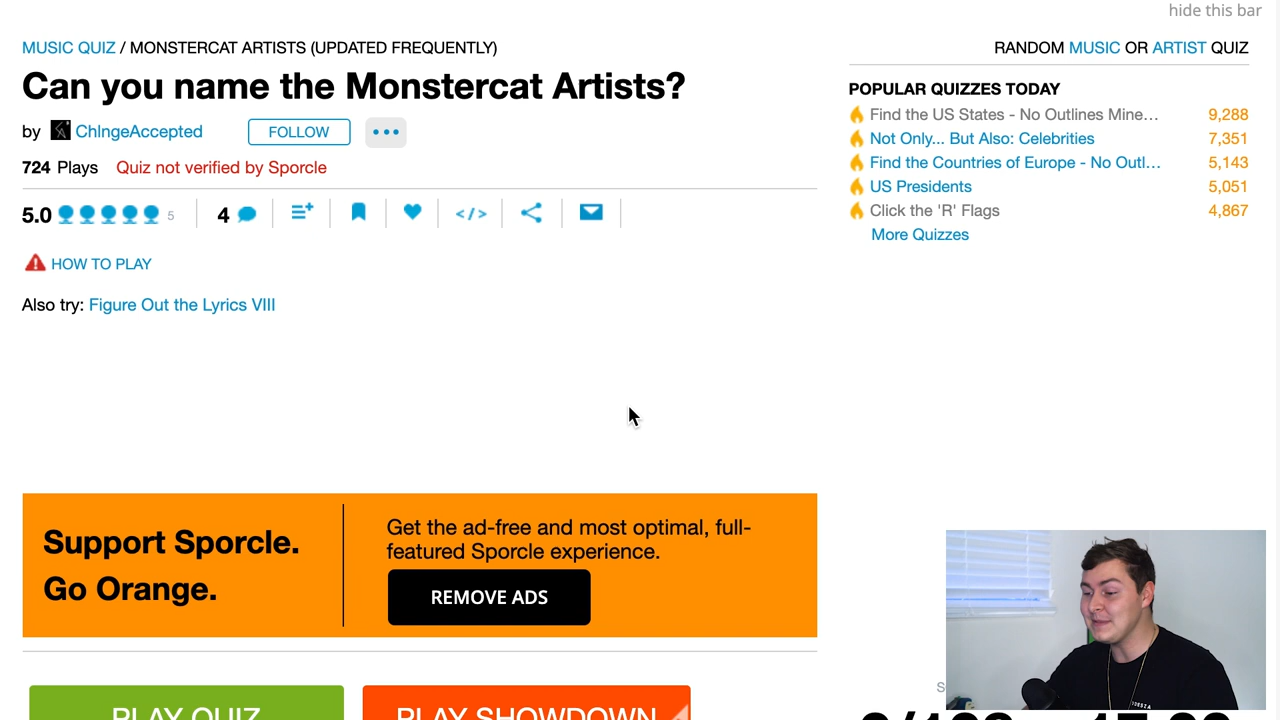 hide this bar
MUSIC QUIZ / MONSTERCAT ARTISTS (UPDATED FREQUENTLY)
RANDOM MUSIC OR ARTIST QUIZ
Can you name the Monstercat Artists?
by ChlngeAccepted FOLLOW
724 Plays Quiz not verified by Sporcle
5.0 5 4 </>
HOW TO PLAY
Also try: Figure Out the Lyrics VIII
POPULAR QUIZZES TODAY
Find the US States - No Outlines Mine… 9,288
Not Only... But Also: Celebrities 7,351
Find the Countries of Europe - No Outl… 5,143
US Presidents 5,051
Click the 'R' Flags 4,867
More Quizzes
Support Sporcle.
Go Orange.
Get the ad-free and most optimal, full-
featured Sporcle experience.
REMOVE ADS
PLAY QUIZ
PLAY SHOWDOWN